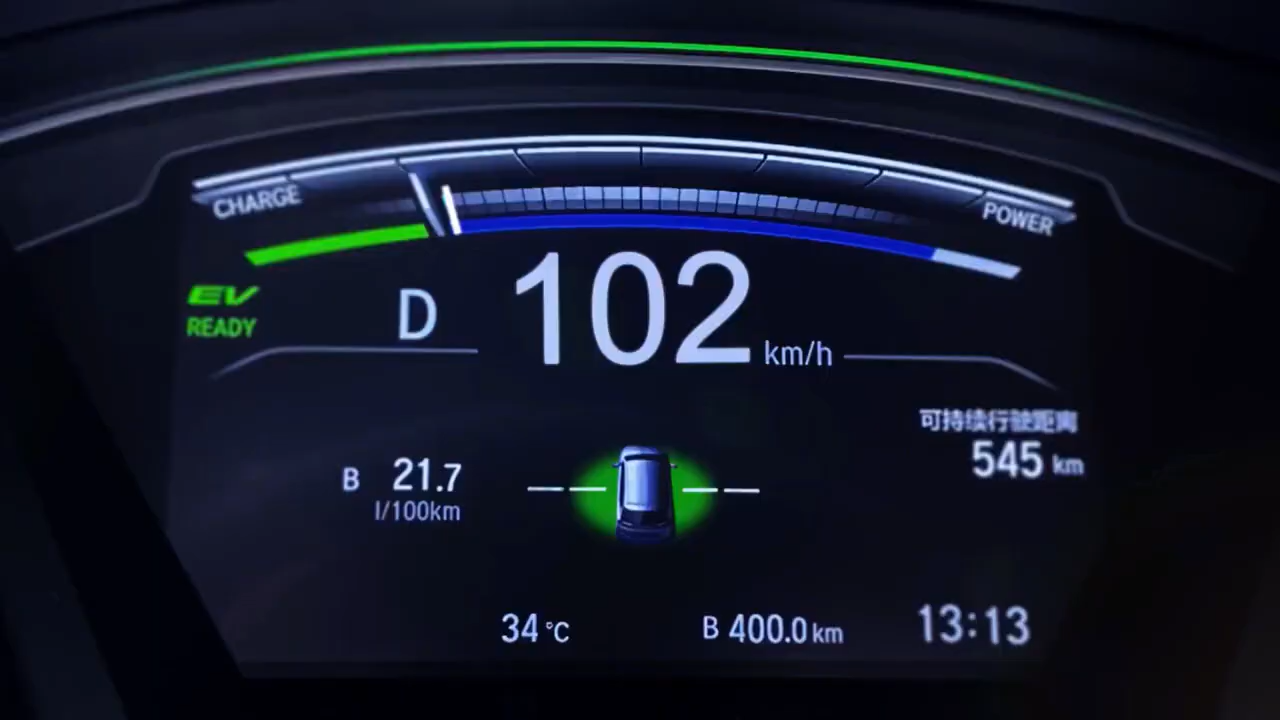 CHARGE
POWER
EV
READY
D
102 km/h
可持续行驶距离
545 km
B 21.7
l/100km
34 °C
B 400.0 km
13:13